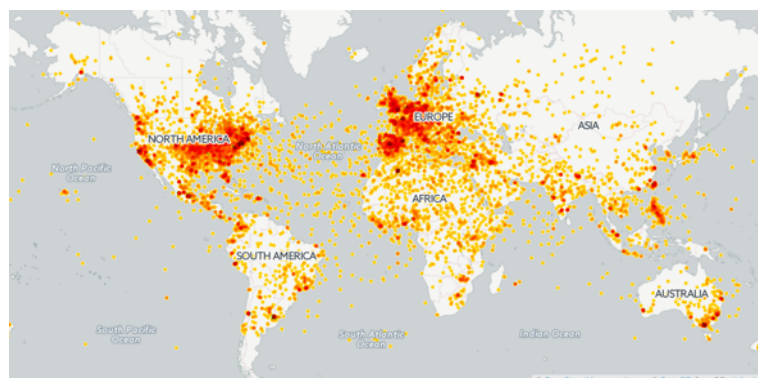 NORTH AMERICA
EUROPE
ASIA
North Atlantic
Ocean
North Pacific
Ocean
AFRICA
SOUTH AMERICA
AUSTRALIA
South Pacific
Ocean
South Atlantic
Ocean
Indian Ocean